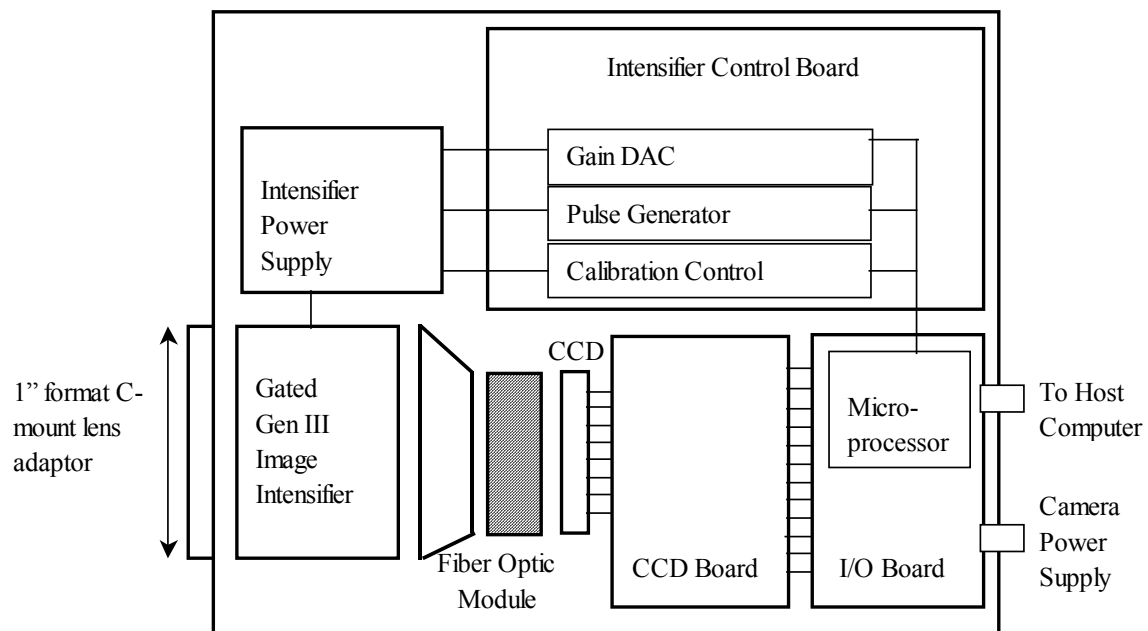 Intensifier Control Board
Gain DAC
Pulse Generator
Calibration Control
Intensifier
Power
Supply
1” format C-
mount lens
adaptor
Gated
Gen III
Image
Intensifier
Fiber Optic
Module
CCD
CCD Board
Micro-
processor
I/O Board
To Host
Computer
Camera
Power
Supply